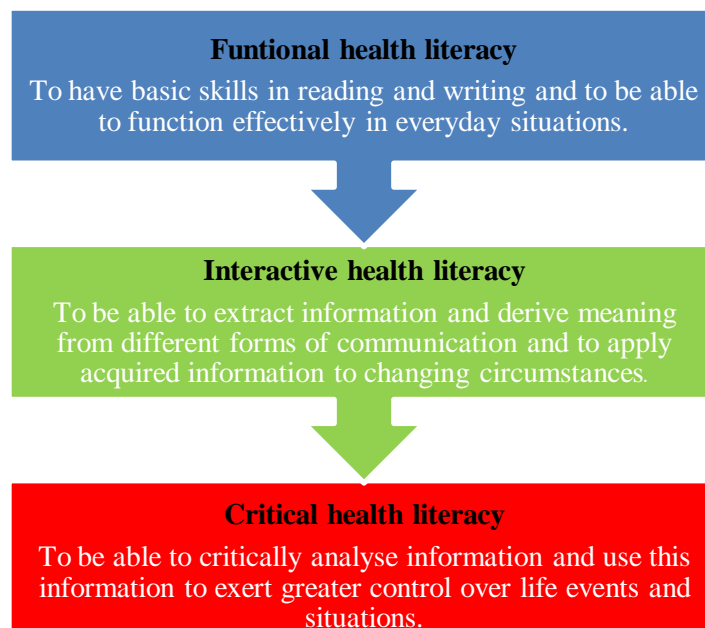 Funtional health literacy
To have basic skills in reading and writing and to be able
to function effectively in everyday situations.
Interactive health literacy
To be able to extract information and derive meaning
from different forms of communication and to apply
acquired information to changing circumstances.
Critical health literacy
To be able to critically analyse information and use this
information to exert greater control over life events and
situations.